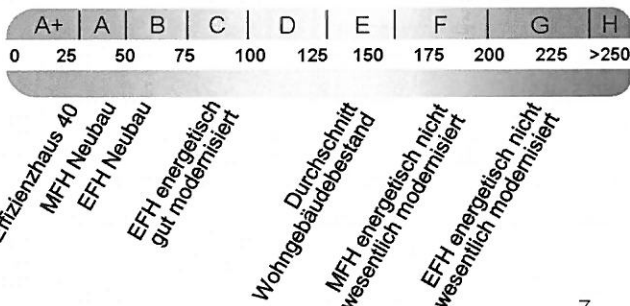 A+ A B C D E F G H
0 25 50 75 100 125 150 175 200 225 >250
Effizienzhaus 40
MFH Neubau
EFH Neubau
EFH energetisch
gut modernisiert
Durchschnitt
Wohngebäudebestand
MFH energetisch nicht
wesentlich modernisiert
EFH energetisch nicht
wesentlich modernisiert